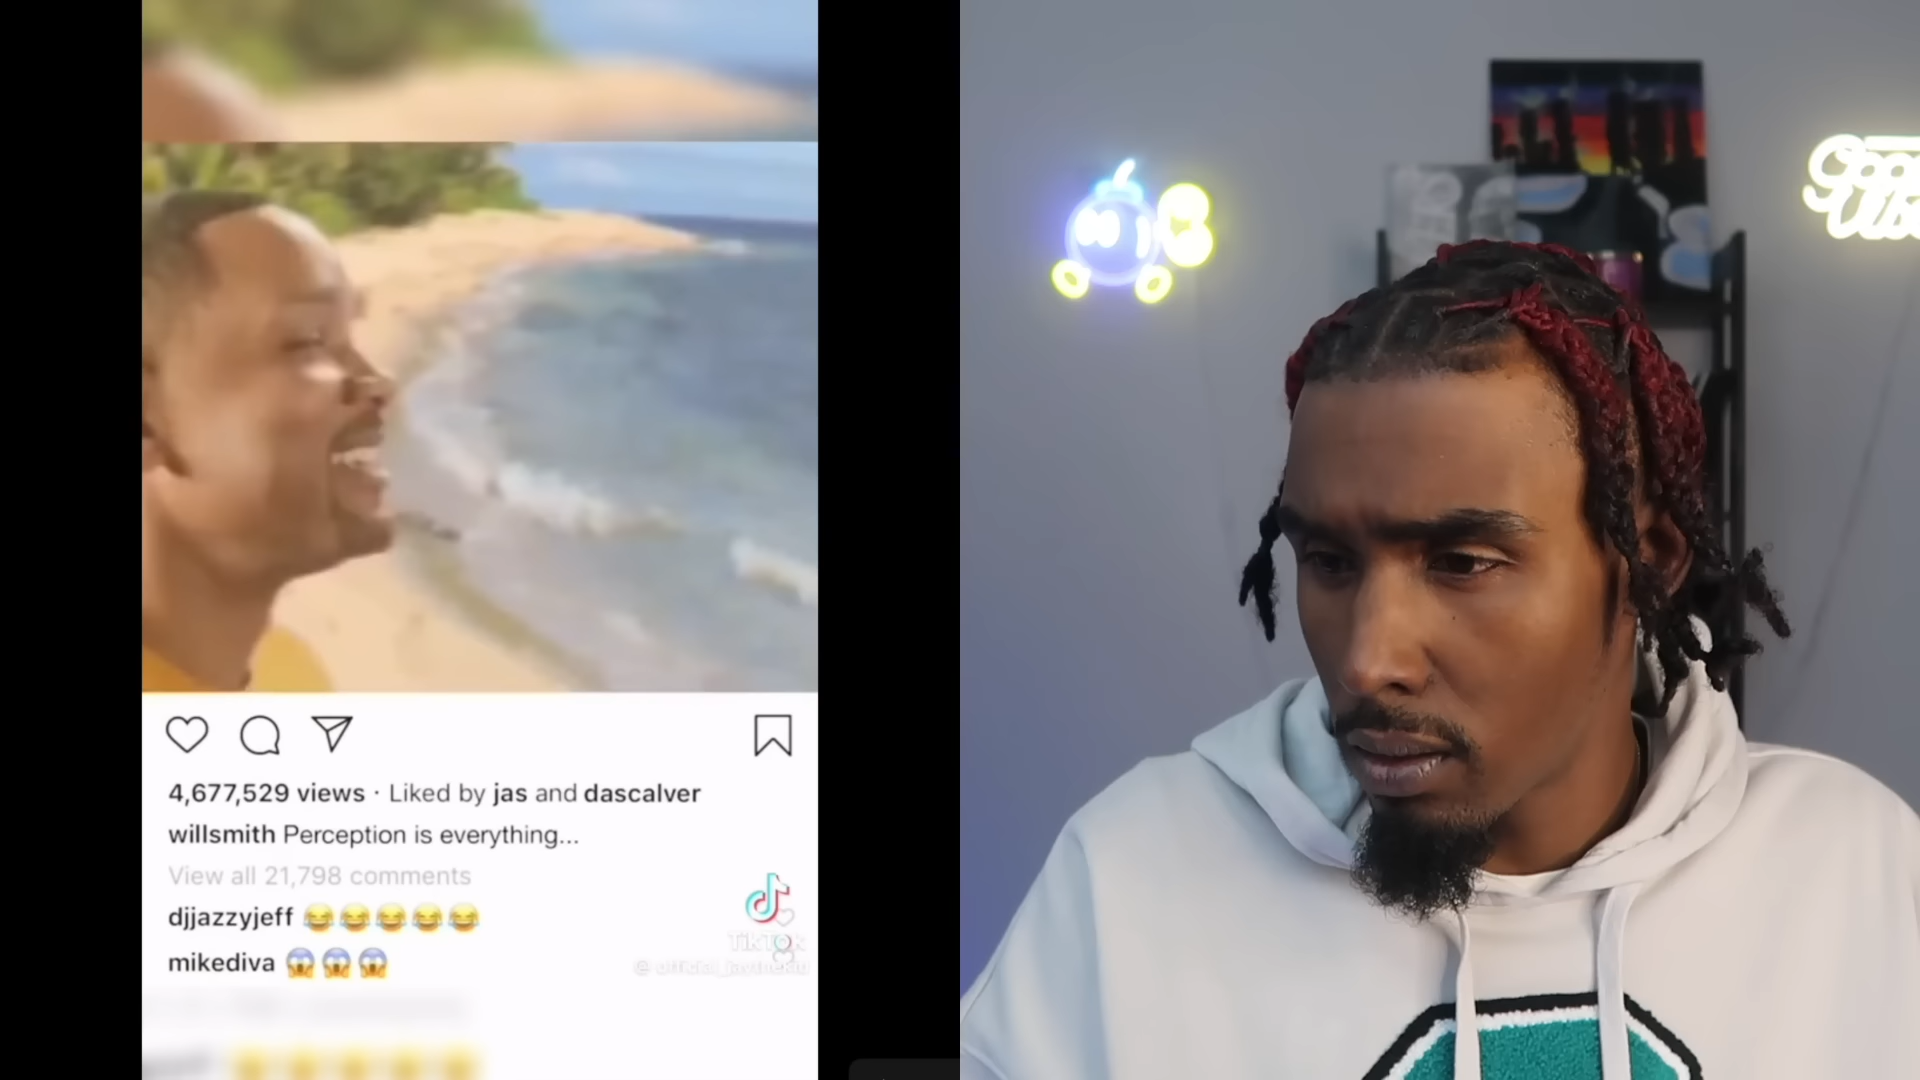 4,677,529 views · Liked by jas and dascalver
willsmith Perception is everything...
View all 21,798 comments
djjazzyjeff 😂😂😂😂😂
mikediva 😱😱😱
TikTok
Good